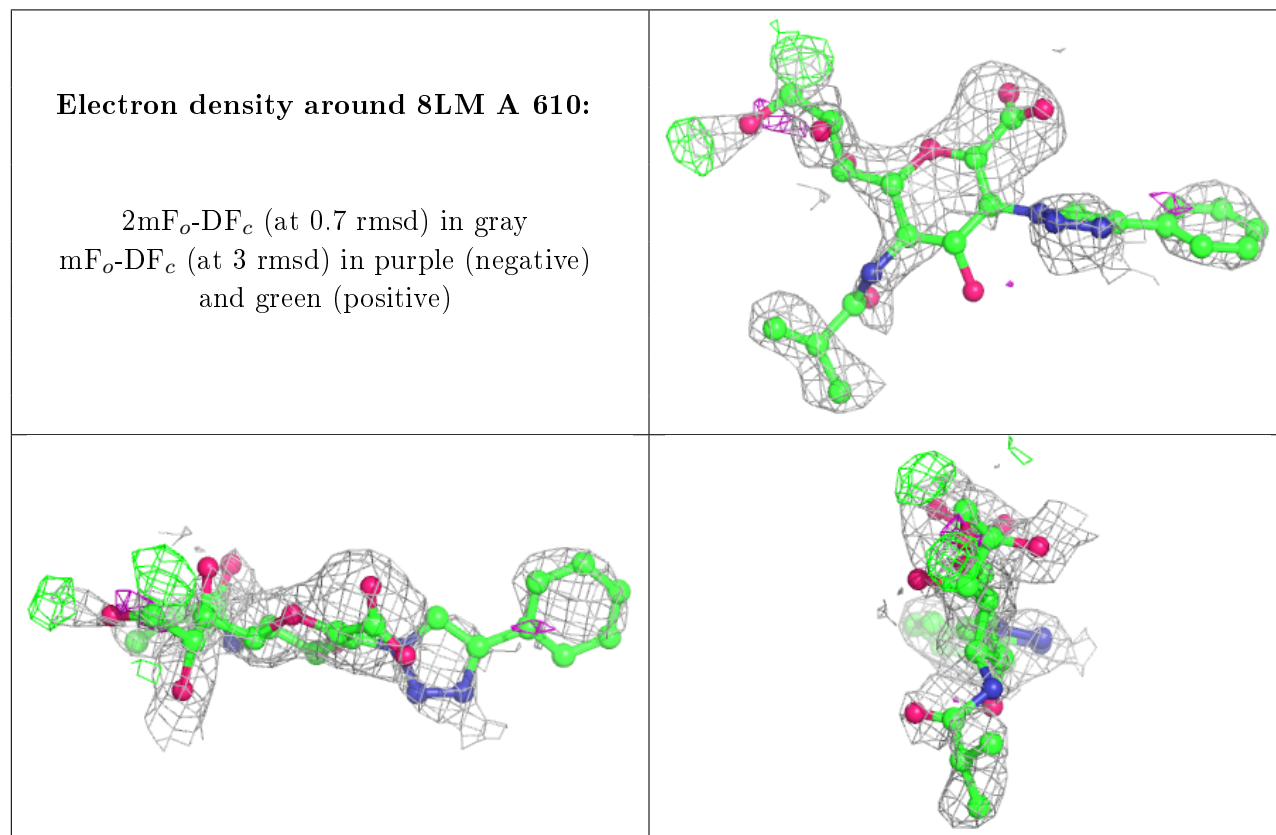 Electron density around 8LM A 610:
2mFo-DFc (at 0.7 rmsd) in gray
mFo-DFc (at 3 rmsd) in purple (negative)
and green (positive)